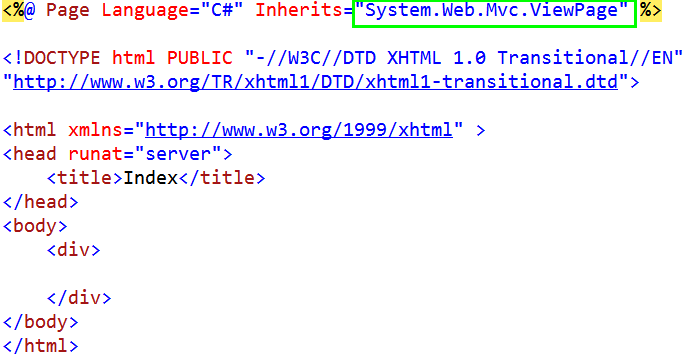 <%@ Page Language="C#" Inherits="System.Web.Mvc.ViewPage" %>
<!DOCTYPE html PUBLIC "-//W3C//DTD XHTML 1.0 Transitional//EN"
"http://www.w3.org/TR/xhtml1/DTD/xhtml1-transitional.dtd">
<html xmlns="http://www.w3.org/1999/xhtml" >
<head runat="server">
    <title>Index</title>
</head>
<body>
    <div>
    </div>
</body>
</html>